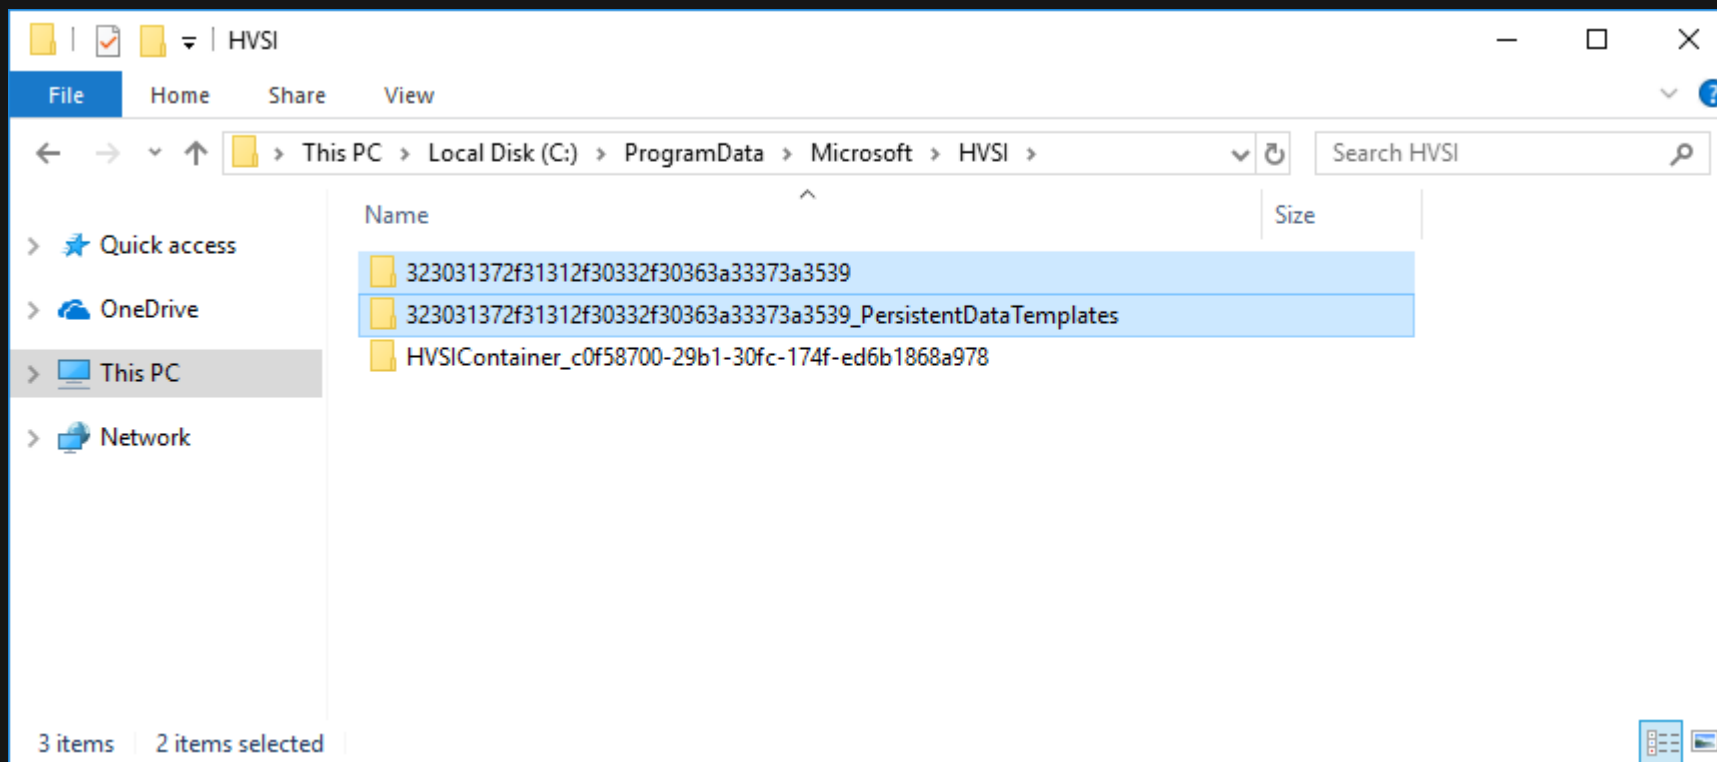 HVSI
File Home Share View
This PC Local Disk (C:) ProgramData Microsoft HVSI Search HVSI
Name Size
Quick access
OneDrive
This PC
Network
323031372f31312f30332f30363a33373a3539
323031372f31312f30332f30363a33373a3539_PersistentDataTemplates
HVSIContainer_c0f58700-29b1-30fc-174f-ed6b1868a978
3 items 2 items selected